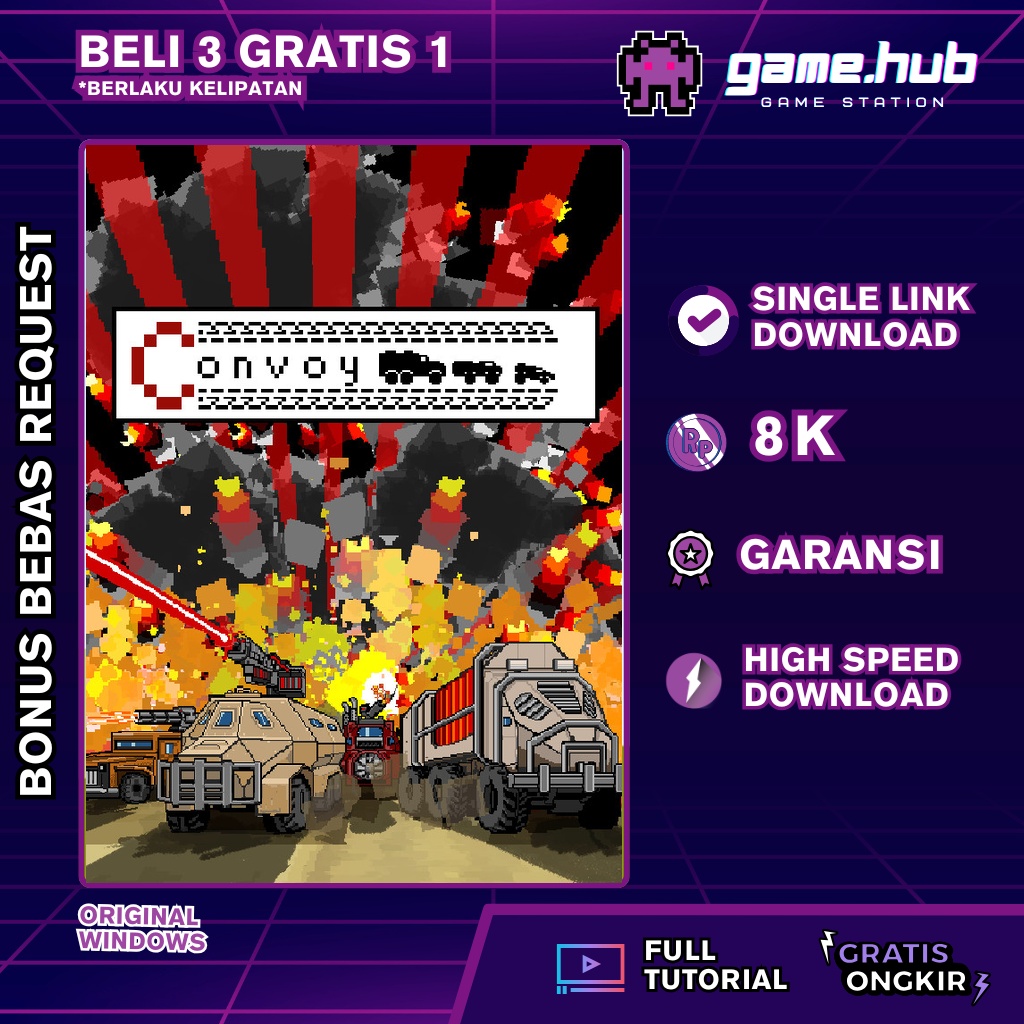 BELI 3 GRATIS 1
*BERLAKU KELIPATAN
game.hub
GAME STATION
BONUS BEBAS REQUEST
Convoy
SINGLE LINK
DOWNLOAD
Rp
8K
GARANSI
HIGH SPEED
DOWNLOAD
ORIGINAL
WINDOWS
FULL
TUTORIAL
GRATIS
ONGKIR